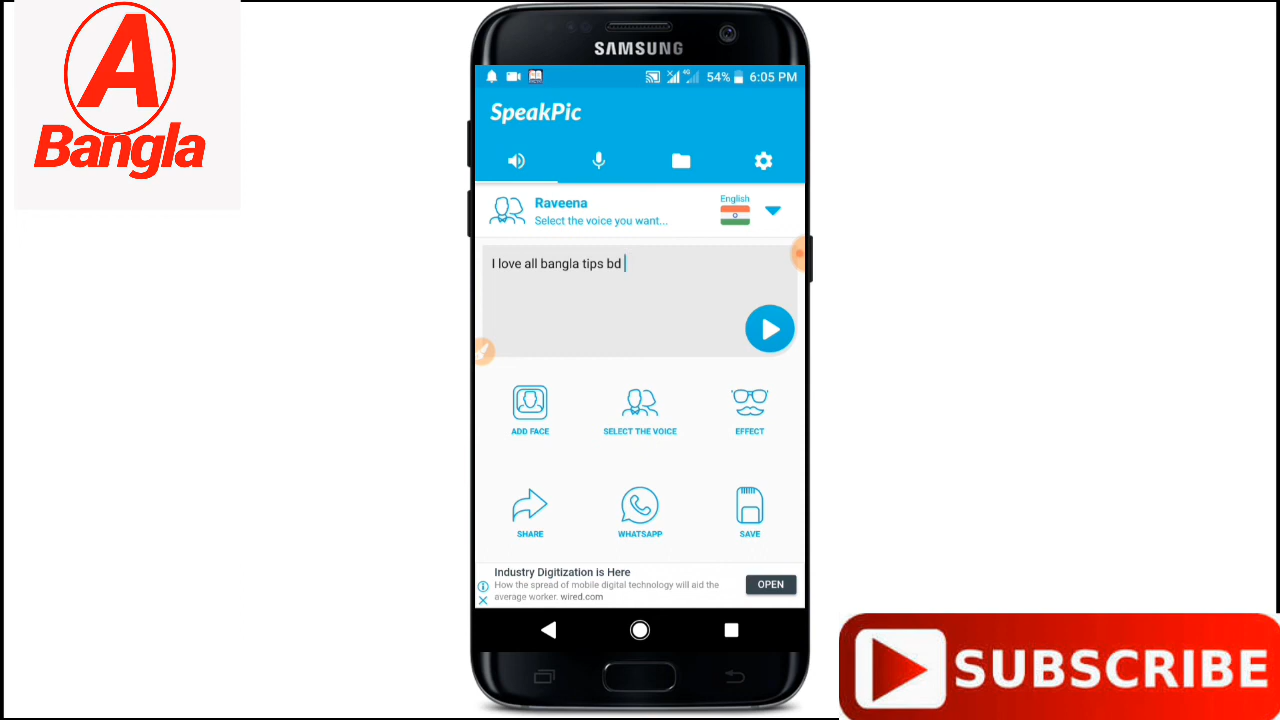 A
Bangla
SAMSUNG
4G
54%
6:05 PM
SpeakPic
Raveena
Select the voice you want...
English
I love all bangla tips bd
ADD FACE
SELECT THE VOICE
EFFECT
SHARE
WHATSAPP
SAVE
Industry Digitization is Here
How the spread of mobile digital technology will aid the
average worker. wired.com
OPEN
SUBSCRIBE